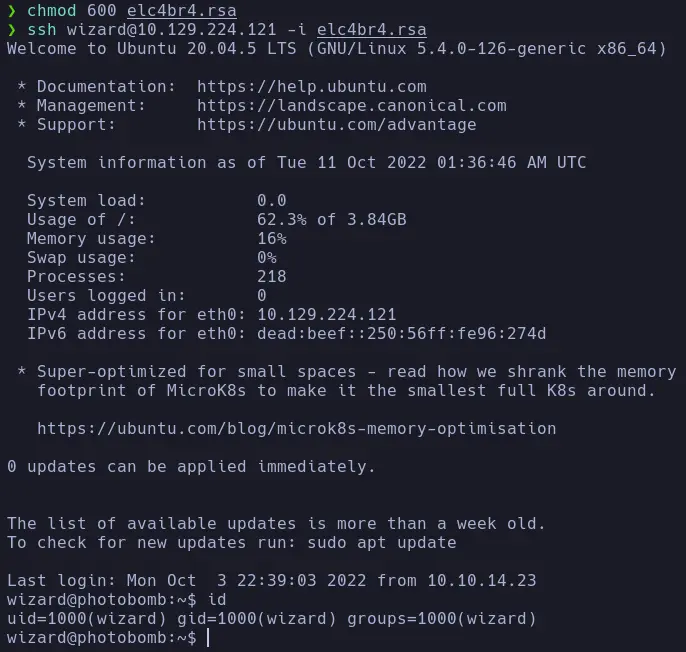 ❯ chmod 600 elc4br4.rsa
❯ ssh wizard@10.129.224.121 -i elc4br4.rsa
Welcome to Ubuntu 20.04.5 LTS (GNU/Linux 5.4.0-126-generic x86_64)
* Documentation:  https://help.ubuntu.com
* Management:     https://landscape.canonical.com
* Support:        https://ubuntu.com/advantage
System information as of Tue 11 Oct 2022 01:36:46 AM UTC
System load:           0.0
Usage of /:            62.3% of 3.84GB
Memory usage:          16%
Swap usage:            0%
Processes:             218
Users logged in:       0
IPv4 address for eth0: 10.129.224.121
IPv6 address for eth0: dead:beef::250:56ff:fe96:274d
* Super-optimized for small spaces - read how we shrank the memory
footprint of MicroK8s to make it the smallest full K8s around.
https://ubuntu.com/blog/microk8s-memory-optimisation
0 updates can be applied immediately.
The list of available updates is more than a week old.
To check for new updates run: sudo apt update
Last login: Mon Oct  3 22:39:03 2022 from 10.10.14.23
wizard@photobomb:~$ id
uid=1000(wizard) gid=1000(wizard) groups=1000(wizard)
wizard@photobomb:~$